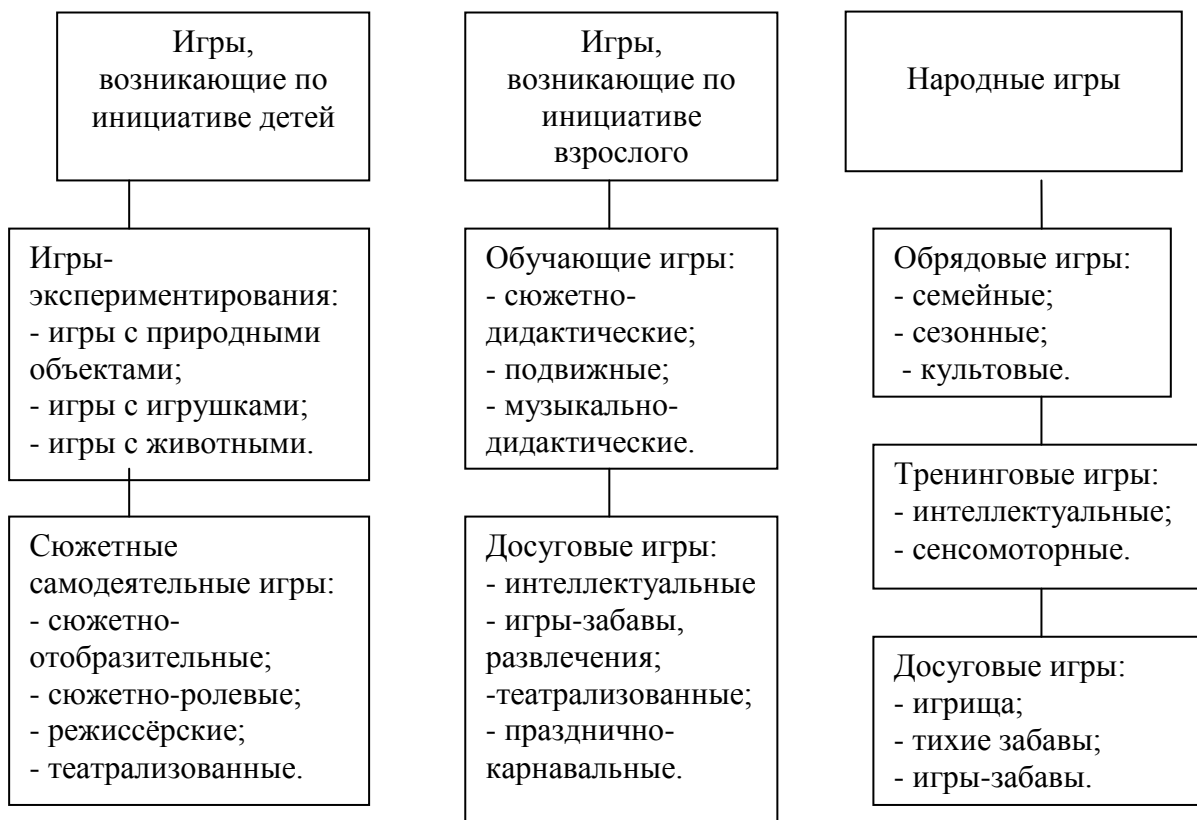 Игры,
возникающие по
инициативе детей
Игры-
экспериментирования:
- игры с природными
объектами;
- игры с игрушками;
- игры с животными.
Сюжетные
самодеятельные игры:
- сюжетно-
отобразительные;
- сюжетно-ролевые;
- режиссёрские;
- театрализованные.
Игры,
возникающие по
инициативе
взрослого
Обучающие игры:
- сюжетно-
дидактические;
- подвижные;
- музыкально-
дидактические.
Досуговые игры:
- интеллектуальные
- игры-забавы,
развлечения;
-театрализованные;
- празднично-
карнавальные.
Народные игры
Обрядовые игры:
- семейные;
- сезонные;
- культовые.
Тренинговые игры:
- интеллектуальные;
- сенсомоторные.
Досуговые игры:
- игрища;
- тихие забавы;
- игры-забавы.